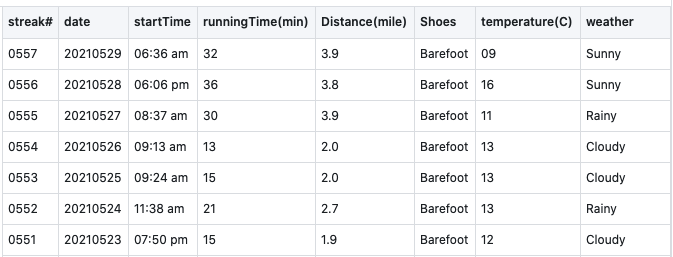 streak# date startTime runningTime(min) Distance(mile) Shoes temperature(C) weather
0557 20210529 06:36 am 32 3.9 Barefoot 09 Sunny
0556 20210528 06:06 pm 36 3.8 Barefoot 16 Sunny
0555 20210527 08:37 am 30 3.9 Barefoot 11 Rainy
0554 20210526 09:13 am 13 2.0 Barefoot 13 Cloudy
0553 20210525 09:24 am 15 2.0 Barefoot 13 Cloudy
0552 20210524 11:38 am 21 2.7 Barefoot 13 Rainy
0551 20210523 07:50 pm 15 1.9 Barefoot 12 Cloudy